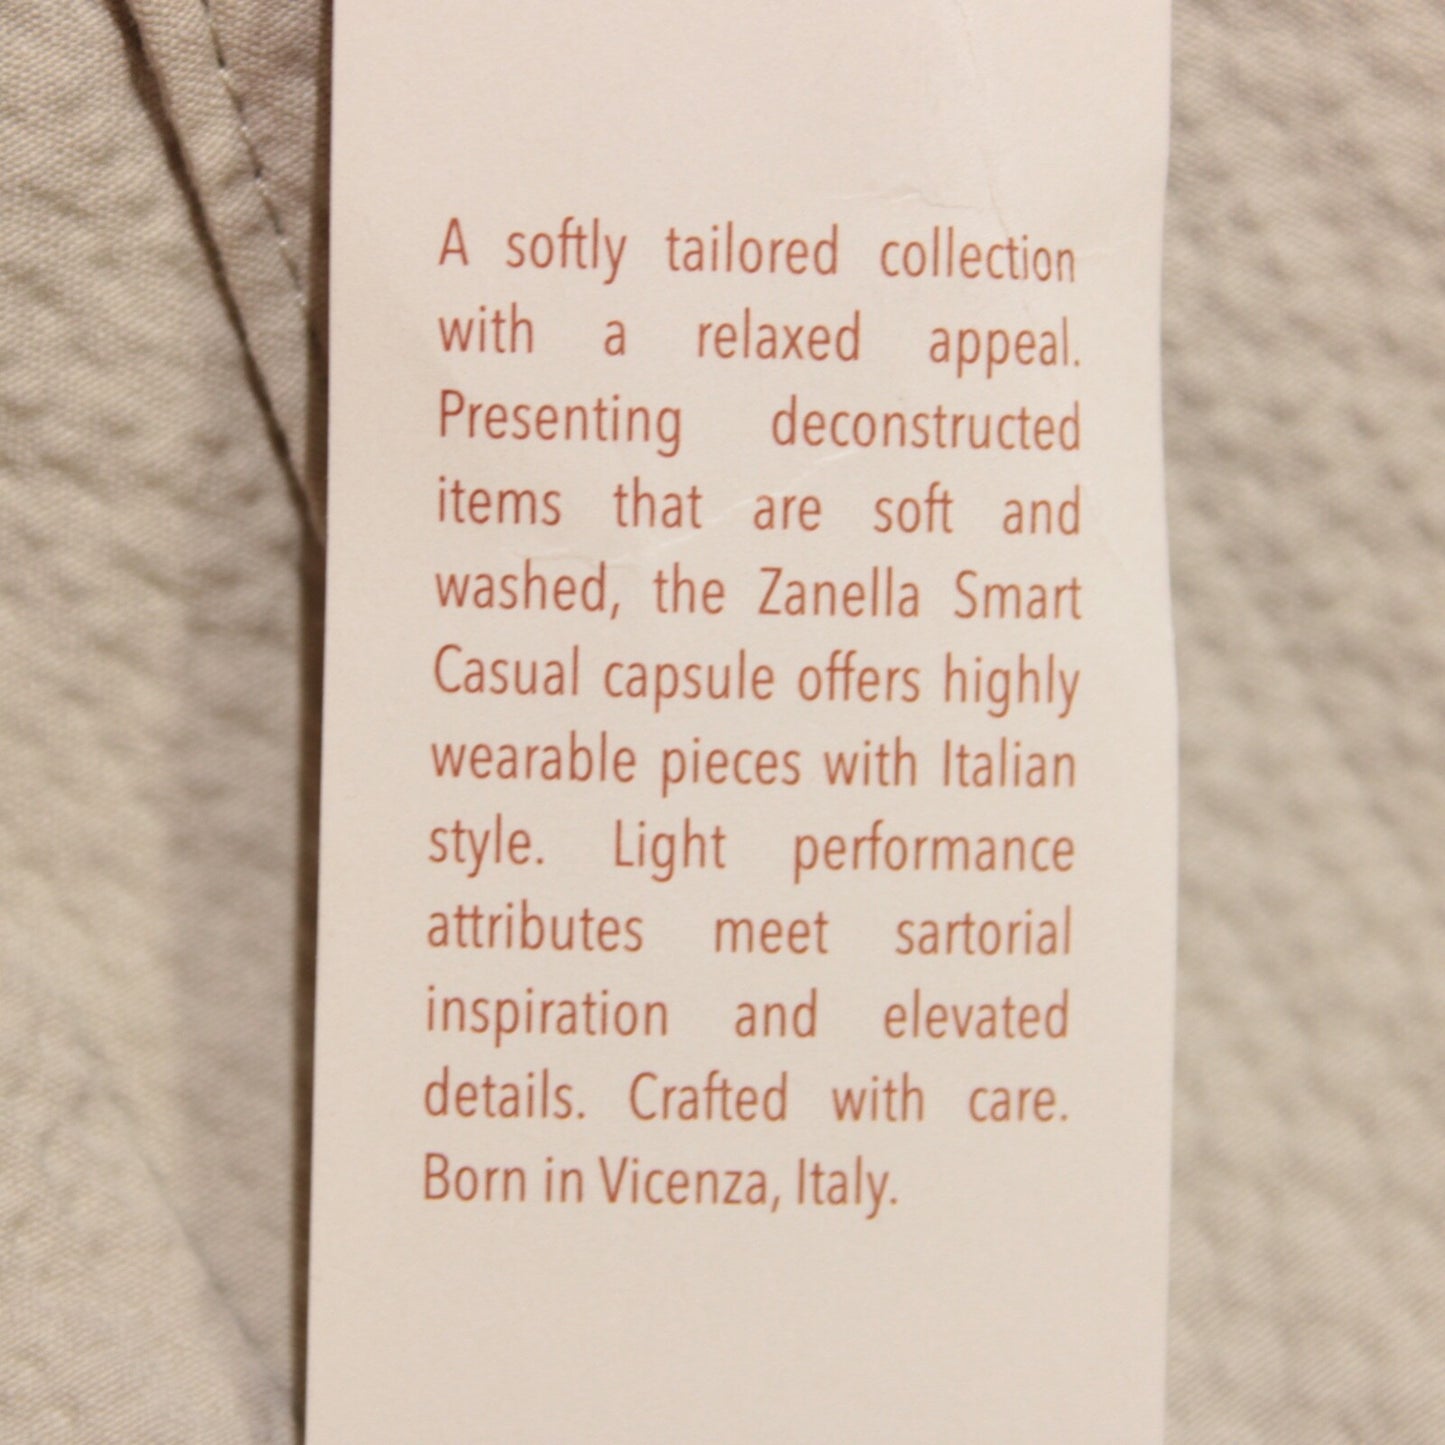 A softly tailored collection
with a relaxed appeal.
Presenting deconstructed
items that are soft and
washed, the Zanella Smart
Casual capsule offers highly
wearable pieces with Italian
style. Light performance
attributes meet sartorial
inspiration and elevated
details. Crafted with care.
Born in Vicenza, Italy.